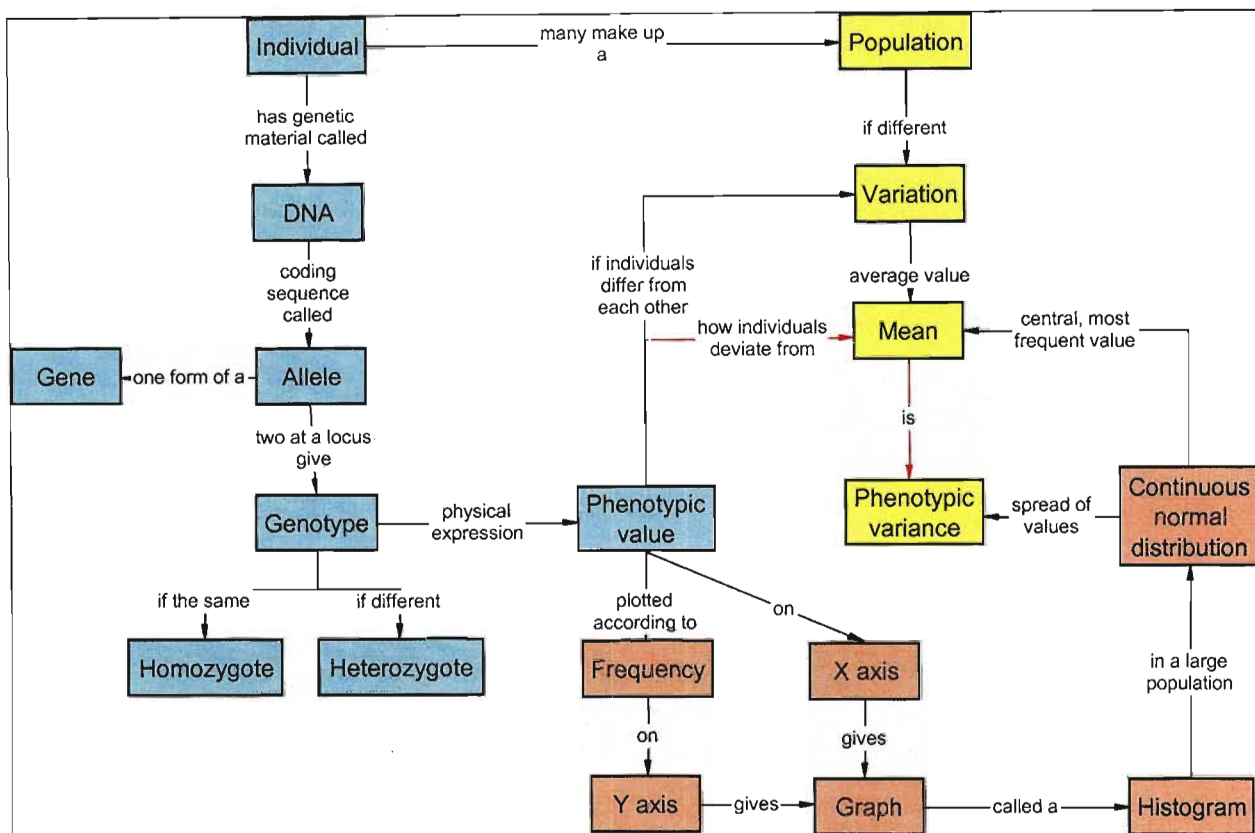 Individual
many make up
a
Population
has genetic
material called
if different
DNA
Variation
coding
sequence
called
if individuals
differ from
each other
average value
how individuals
deviate from
Mean
central, most
frequent value
Gene
one form of a
Allele
two at a locus
give
is
Genotype
physical
expression
Phenotypic
value
Phenotypic
variance
spread of
values
Continuous
normal
distribution
if the same
if different
plotted
according to
on
Homozygote
Heterozygote
Frequency
X axis
in a large
population
on
gives
Y axis
gives
Graph
called a
Histogram